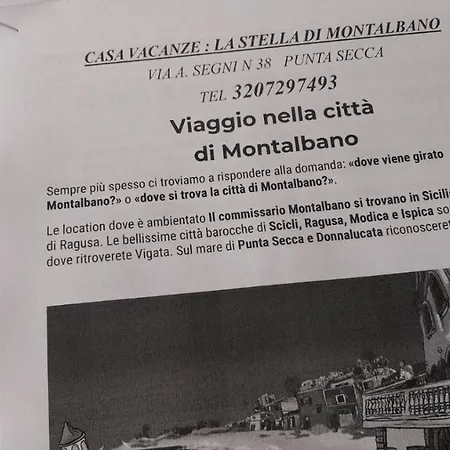 CASA VACANZE : LA STELLA DI MONTALBANO
VIA A. SEGNI N 38 PUNTA SECCA
TEL 3207297493
Viaggio nella città
di Montalbano
Sempre più spesso ci troviamo a rispondere alla domanda: «dove viene girato
Montalbano?» o «dove si trova la città di Montalbano?».
Le location dove è ambientato Il commissario Montalbano si trovano in Sicili
di Ragusa. Le bellissime città barocche di Scicli, Ragusa, Modica e Ispica so
dove ritroverete Vigata. Sul mare di Punta Secca e Donnalucata riconoscere